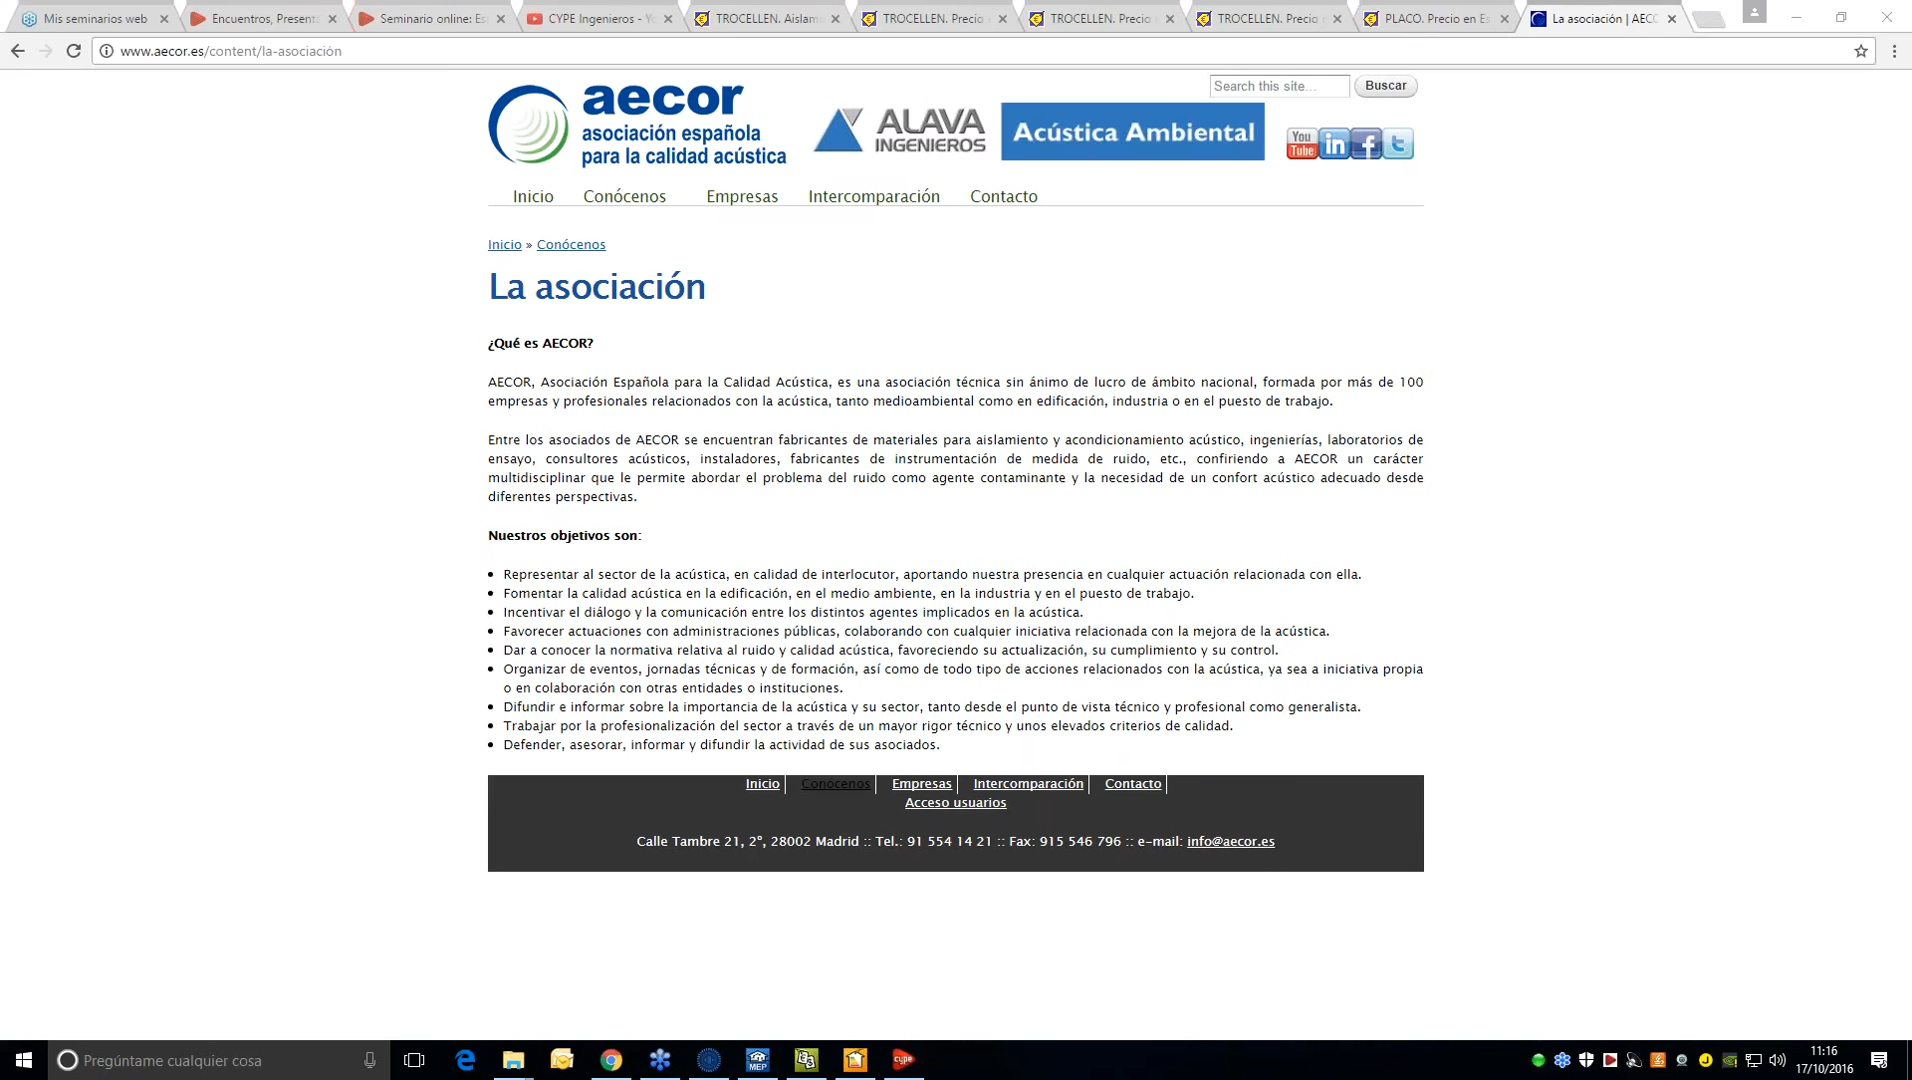 Mis seminarios web
Encuentros, Present
Seminario online: Es
CYPE Ingenieros - Yo
TROCELLEN. Aislami
TROCELLEN. Precio
TROCELLEN. Precio
TROCELLEN. Precio
PLACO. Precio en Es
La asociación | AECO
www.aecor.es/content/la-asociación
Search this site...
Buscar
aecor
asociación española
para la calidad acústica
ALAVA
INGENIEROS
Acústica Ambiental
You
Tube
in
f
t
Inicio
Conócenos
Empresas
Intercomparación
Contacto
Inicio » Conócenos
La asociación
¿Qué es AECOR?
AECOR, Asociación Española para la Calidad Acústica, es una asociación técnica sin ánimo de lucro de ámbito nacional, formada por más de 100
empresas y profesionales relacionados con la acústica, tanto medioambiental como en edificación, industria o en el puesto de trabajo.
Entre los asociados de AECOR se encuentran fabricantes de materiales para aislamiento y acondicionamiento acústico, ingenierías, laboratorios de
ensayo, consultores acústicos, instaladores, fabricantes de instrumentación de medida de ruido, etc., confiriendo a AECOR un carácter
multidisciplinar que le permite abordar el problema del ruido como agente contaminante y la necesidad de un confort acústico adecuado desde
diferentes perspectivas.
Nuestros objetivos son:
• Representar al sector de la acústica, en calidad de interlocutor, aportando nuestra presencia en cualquier actuación relacionada con ella.
• Fomentar la calidad acústica en la edificación, en el medio ambiente, en la industria y en el puesto de trabajo.
• Incentivar el diálogo y la comunicación entre los distintos agentes implicados en la acústica.
• Favorecer actuaciones con administraciones públicas, colaborando con cualquier iniciativa relacionada con la mejora de la acústica.
• Dar a conocer la normativa relativa al ruido y calidad acústica, favoreciendo su actualización, su cumplimiento y su control.
• Organizar de eventos, jornadas técnicas y de formación, así como de todo tipo de acciones relacionados con la acústica, ya sea a iniciativa propia
o en colaboración con otras entidades o instituciones.
• Difundir e informar sobre la importancia de la acústica y su sector, tanto desde el punto de vista técnico y profesional como generalista.
• Trabajar por la profesionalización del sector a través de un mayor rigor técnico y unos elevados criterios de calidad.
• Defender, asesorar, informar y difundir la actividad de sus asociados.
Inicio | Conócenos | Empresas | Intercomparación | Contacto |
Acceso usuarios
Calle Tambre 21, 2º, 28002 Madrid :: Tel.: 91 554 14 21 :: Fax: 915 546 796 :: e-mail: info@aecor.es
Pregúntame cualquier cosa
MEP
cype
11:16
17/10/2016